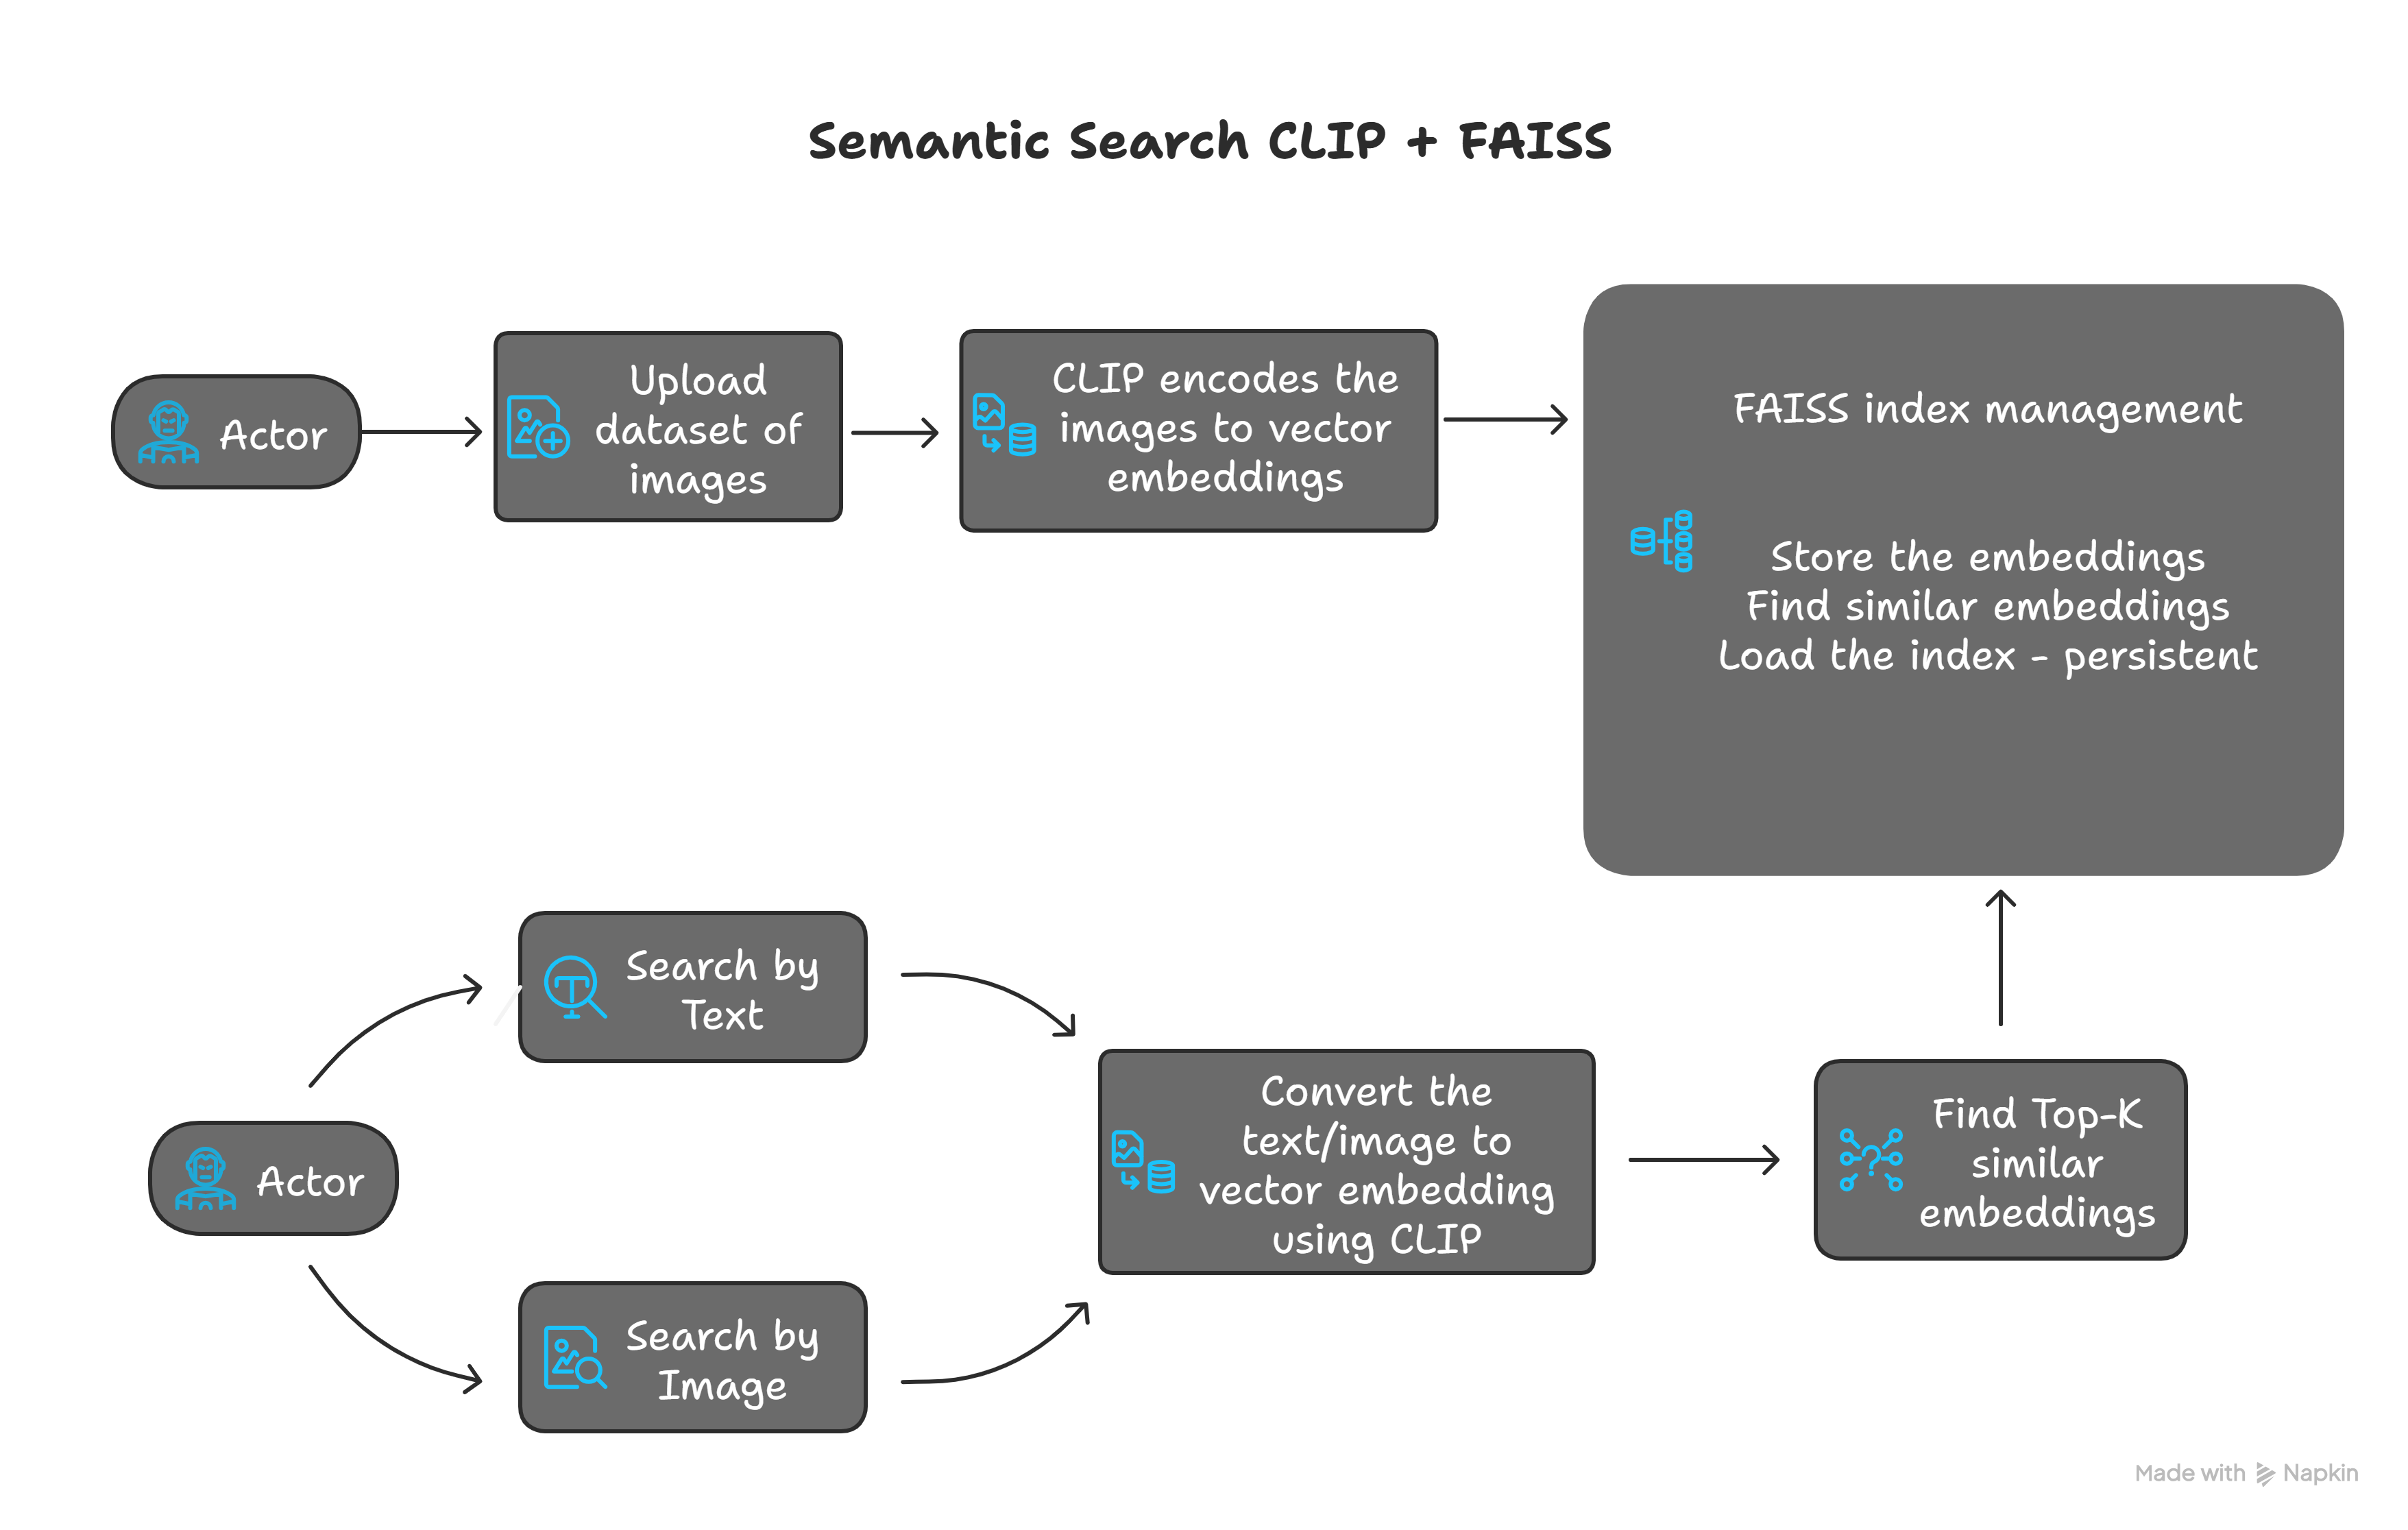 Semantic Search CLIP + FAISS
Actor
Upload
dataset of
images
CLIP encodes the
images to vector
embeddings
FAISS index management
Store the embeddings
Find similar embeddings
Load the index - persistent
Actor
Search by
Text
Search by
Image
Convert the
text/image to
vector embedding
using CLIP
Find Top-K
similar
embeddings
Made with Napkin